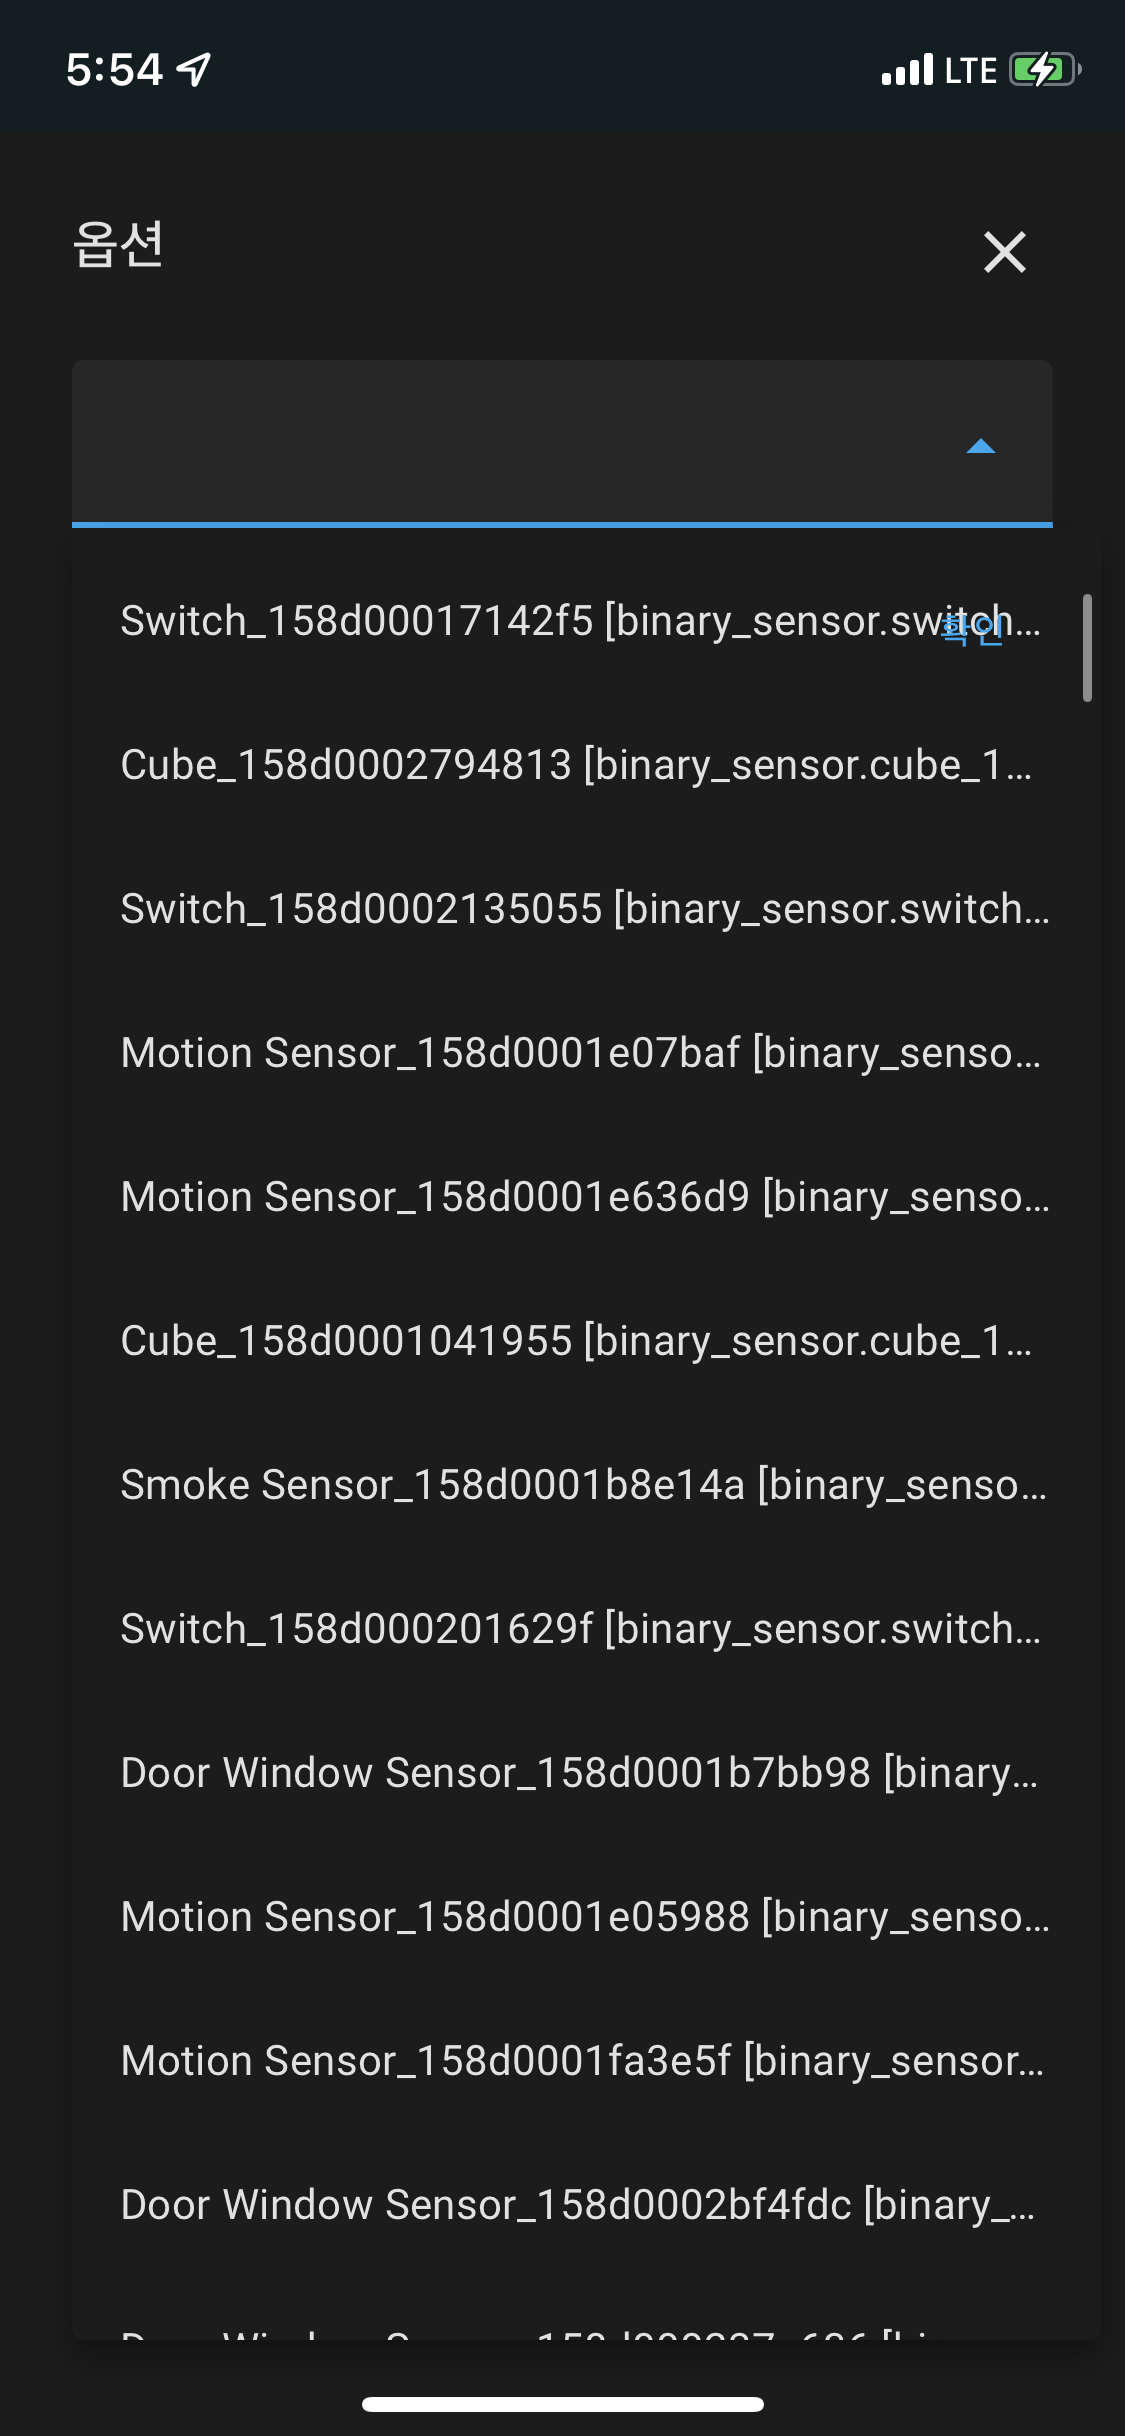 5:54
LTE
옵션
Switch_158d00017142f5 [binary_sensor.switch...
확인
Cube_158d0002794813 [binary_sensor.cube_1...
Switch_158d0002135055 [binary_sensor.switch...
Motion Sensor_158d0001e07baf [binary_senso...
Motion Sensor_158d0001e636d9 [binary_senso...
Cube_158d0001041955 [binary_sensor.cube_1...
Smoke Sensor_158d0001b8e14a [binary_senso...
Switch_158d000201629f [binary_sensor.switch...
Door Window Sensor_158d0001b7bb98 [binary...
Motion Sensor_158d0001e05988 [binary_senso...
Motion Sensor_158d0001fa3e5f [binary_sensor...
Door Window Sensor_158d0002bf4fdc [binary_...
Door Window